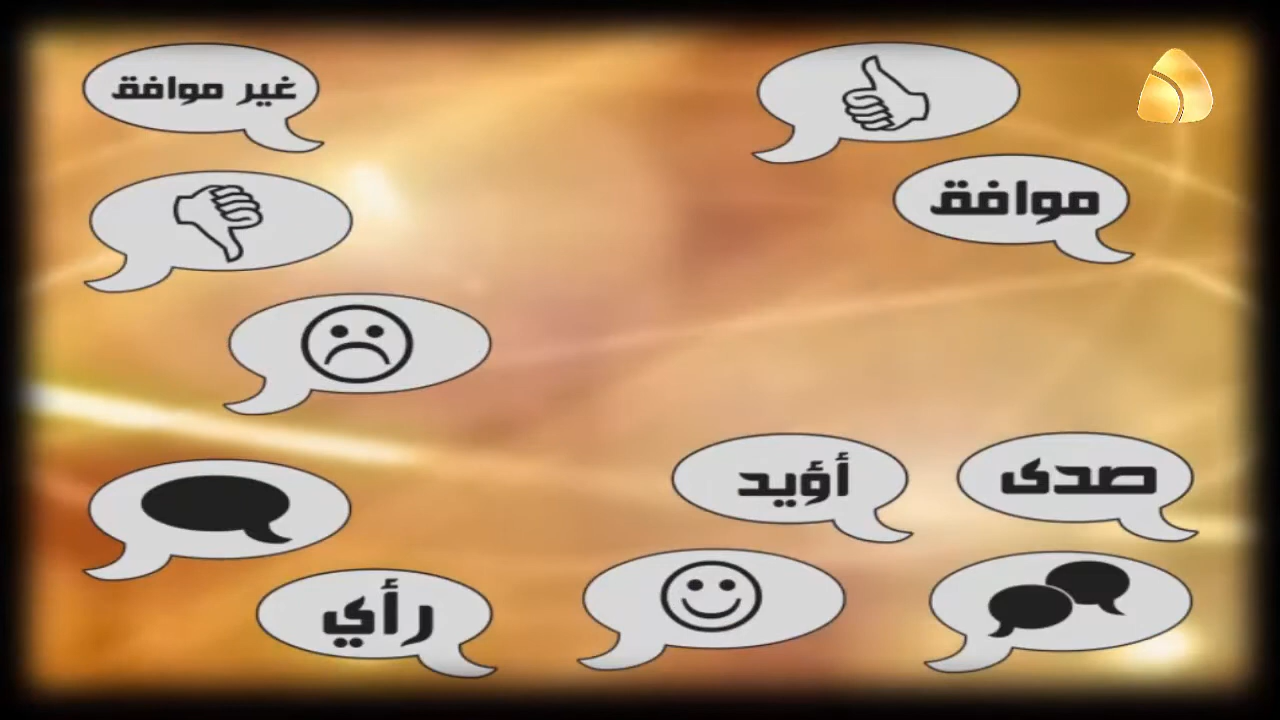 غير موافق
موافق
أؤيد
صدى
رأي